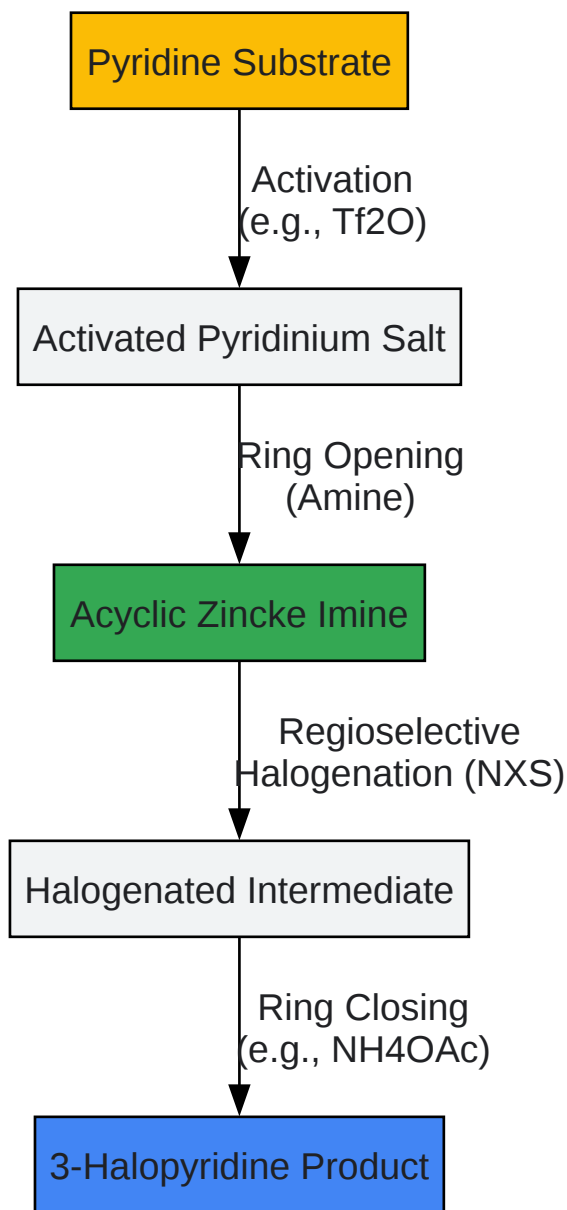 Pyridine Substrate
Activation
(e.g., Tf2O)
Activated Pyridinium Salt
Ring Opening
(Amine)
Acyclic Zincke Imine
Regioselective
Halogenation (NXS)
Halogenated Intermediate
Ring Closing
(e.g., NH4OAc)
3-Halopyridine Product